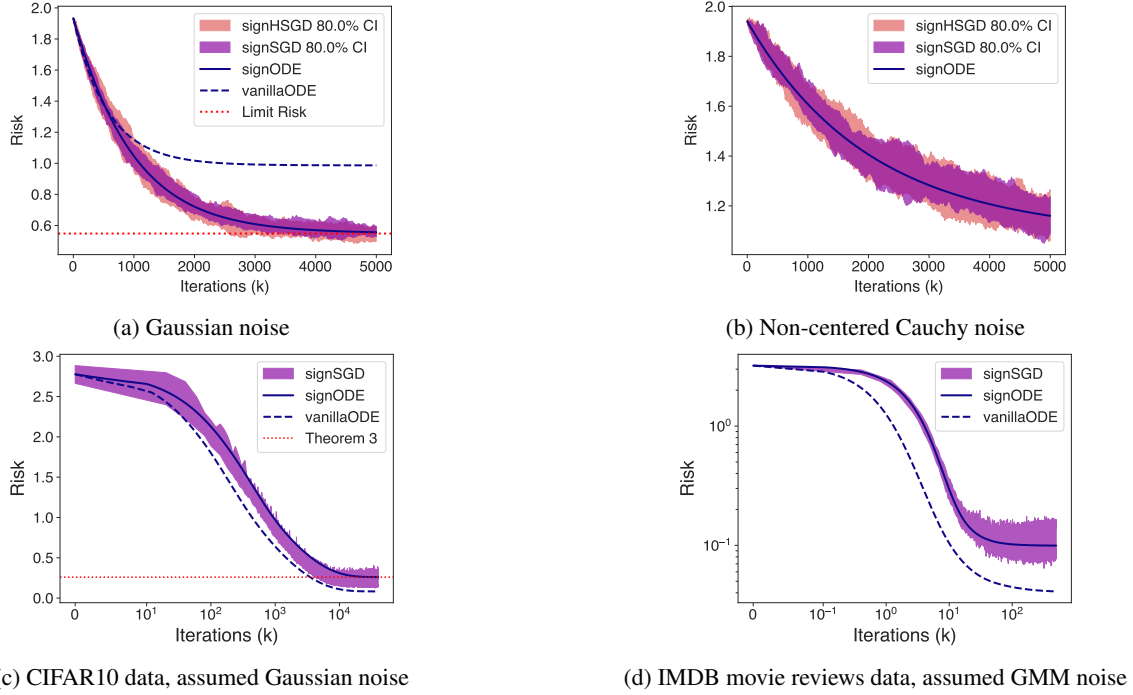 2.0
1.8
1.6
1.4
1.2
1.0
0.8
0.6
Risk
signHSGD 80.0% CI
signSGD 80.0% CI
signODE
vanillaODE
Limit Risk
0 1000 2000 3000 4000 5000
Iterations (k)
(a) Gaussian noise
2.0
1.8
1.6
1.4
1.2
Risk
signHSGD 80.0% CI
signSGD 80.0% CI
signODE
0 1000 2000 3000 4000 5000
Iterations (k)
(b) Non-centered Cauchy noise
3.0
2.5
2.0
1.5
1.0
0.5
0.0
Risk
signSGD
signODE
vanillaODE
Theorem 3
0 10¹ 10² 10³ 10⁴
Iterations (k)
c) CIFAR10 data, assumed Gaussian noise
10⁰
10⁻¹
Risk
signSGD
signODE
vanillaODE
0 10⁻¹ 10⁰ 10¹ 10²
Iterations (k)
(d) IMDB movie reviews data, assumed GMM noise